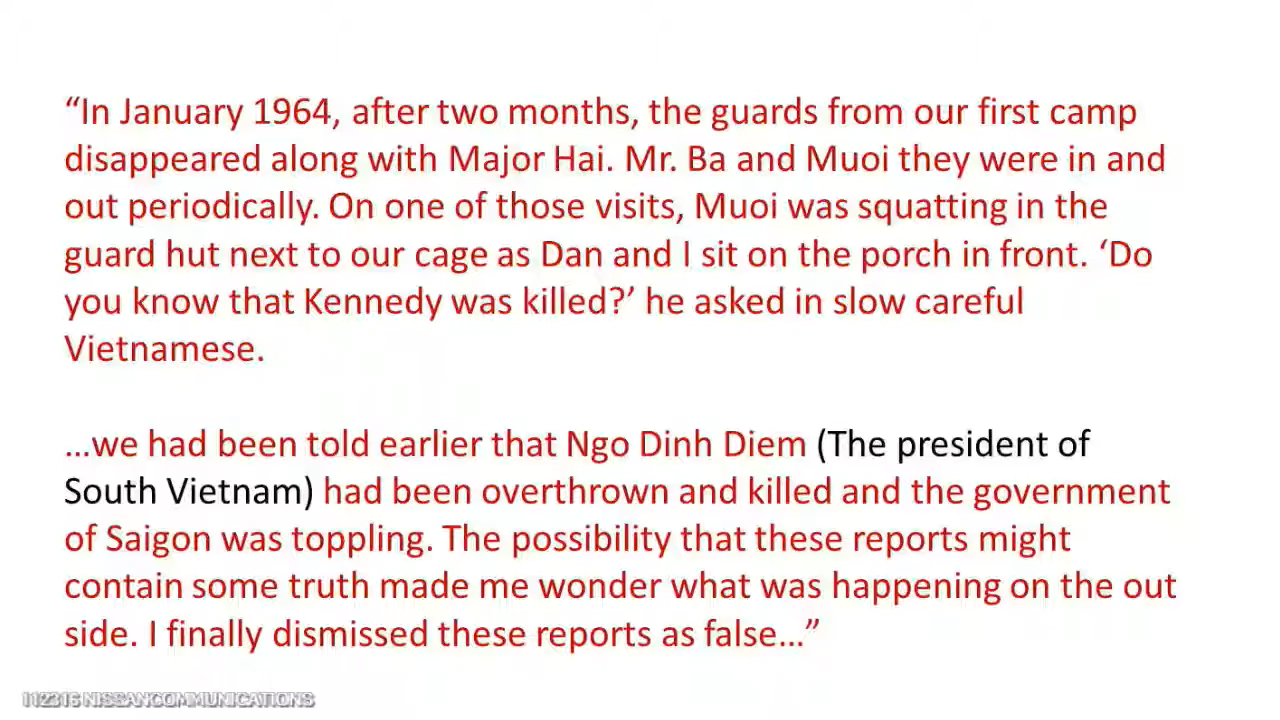 “In January 1964, after two months, the guards from our first camp
disappeared along with Major Hai. Mr. Ba and Muoi they were in and
out periodically. On one of those visits, Muoi was squatting in the
guard hut next to our cage as Dan and I sit on the porch in front. ‘Do
you know that Kennedy was killed?’ he asked in slow careful
Vietnamese.
…we had been told earlier that Ngo Dinh Diem (The president of
South Vietnam) had been overthrown and killed and the government
of Saigon was toppling. The possibility that these reports might
contain some truth made me wonder what was happening on the out
side. I finally dismissed these reports as false…”
112316 NISSANCOMMUNICATIONS